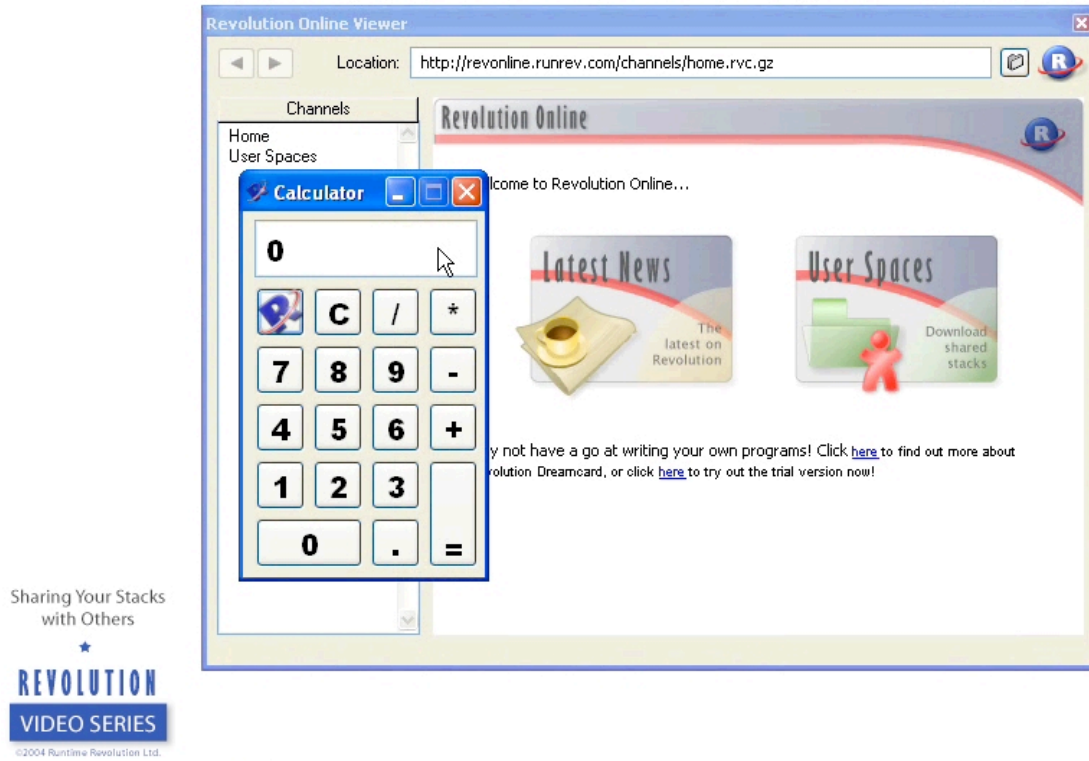 Revolution Online Viewer
Location: http://revonline.runrev.com/channels/home.rvc.gz
R
Channels
Home
User Spaces
Revolution Online
R
lcome to Revolution Online...
Latest News
The
latest on
Revolution
User Spaces
Download
shared
stacks
y not have a go at writing your own programs! Click here to find out more about
volution Dreamcard, or click here to try out the trial version now!
Calculator
0
C / *
7 8 9 -
4 5 6 +
1 2 3
0 . =
Sharing Your Stacks
with Others
REVOLUTION
VIDEO SERIES
©2004 Runtime Revolution Ltd.